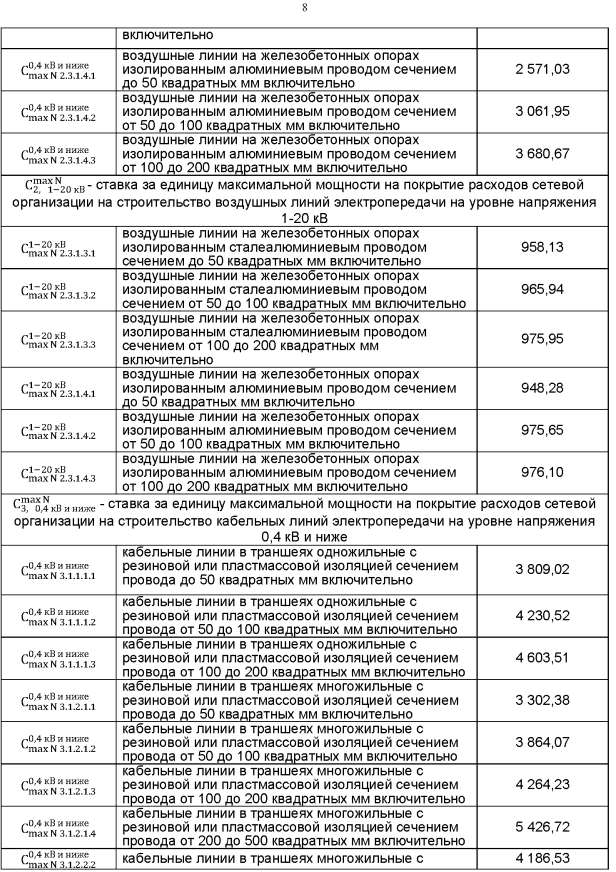 8
включительно
C 0,4 кВ и ниже max N 2.3.1.4.1
воздушные линии на железобетонных опорах
изолированным алюминиевым проводом сечением
до 50 квадратных мм включительно
2 571,03
C 0,4 кВ и ниже max N 2.3.1.4.2
воздушные линии на железобетонных опорах
изолированным алюминиевым проводом сечением
от 50 до 100 квадратных мм включительно
3 061,95
C 0,4 кВ и ниже max N 2.3.1.4.3
воздушные линии на железобетонных опорах
изолированным алюминиевым проводом сечением
от 100 до 200 квадратных мм включительно
3 680,67
C max N 2, 1−20 кВ - ставка за единицу максимальной мощности на покрытие расходов сетевой
организации на строительство воздушных линий электропередачи на уровне напряжения
1-20 кВ
C 1−20 кВ max N 2.3.1.3.1
воздушные линии на железобетонных опорах
изолированным сталеалюминиевым проводом
сечением до 50 квадратных мм включительно
958,13
C 1−20 кВ max N 2.3.1.3.2
воздушные линии на железобетонных опорах
изолированным сталеалюминиевым проводом
сечением от 50 до 100 квадратных мм включительно
965,94
C 1−20 кВ max N 2.3.1.3.3
воздушные линии на железобетонных опорах
изолированным сталеалюминиевым проводом
сечением от 100 до 200 квадратных мм
включительно
975,95
C 1−20 кВ max N 2.3.1.4.1
воздушные линии на железобетонных опорах
изолированным алюминиевым проводом сечением
до 50 квадратных мм включительно
948,28
C 1−20 кВ max N 2.3.1.4.2
воздушные линии на железобетонных опорах
изолированным алюминиевым проводом сечением
от 50 до 100 квадратных мм включительно
975,65
C 1−20 кВ max N 2.3.1.4.3
воздушные линии на железобетонных опорах
изолированным алюминиевым проводом сечением
от 100 до 200 квадратных мм включительно
976,10
C max N 3, 0,4 кВ и ниже - ставка за единицу максимальной мощности на покрытие расходов сетевой
организации на строительство кабельных линий электропередачи на уровне напряжения
0,4 кВ и ниже
C 0,4 кВ и ниже max N 3.1.1.1.1
кабельные линии в траншеях одножильные с
резиновой или пластмассовой изоляцией сечением
провода до 50 квадратных мм включительно
3 809,02
C 0,4 кВ и ниже max N 3.1.1.1.2
кабельные линии в траншеях одножильные с
резиновой или пластмассовой изоляцией сечением
провода от 50 до 100 квадратных мм включительно
4 230,52
C 0,4 кВ и ниже max N 3.1.1.1.3
кабельные линии в траншеях одножильные с
резиновой или пластмассовой изоляцией сечением
провода от 100 до 200 квадратных мм включительно
4 603,51
C 0,4 кВ и ниже max N 3.1.2.1.1
кабельные линии в траншеях многожильные с
резиновой или пластмассовой изоляцией сечением
провода до 50 квадратных мм включительно
3 302,38
C 0,4 кВ и ниже max N 3.1.2.1.2
кабельные линии в траншеях многожильные с
резиновой или пластмассовой изоляцией сечением
провода от 50 до 100 квадратных мм включительно
3 864,07
C 0,4 кВ и ниже max N 3.1.2.1.3
кабельные линии в траншеях многожильные с
резиновой или пластмассовой изоляцией сечением
провода от 100 до 200 квадратных мм включительно
4 264,23
C 0,4 кВ и ниже max N 3.1.2.1.4
кабельные линии в траншеях многожильные с
резиновой или пластмассовой изоляцией сечением
провода от 200 до 500 квадратных мм включительно
5 426,72
C 0,4 кВ и ниже max N 3.1.2.2.2
кабельные линии в траншеях многожильные с
4 186,53